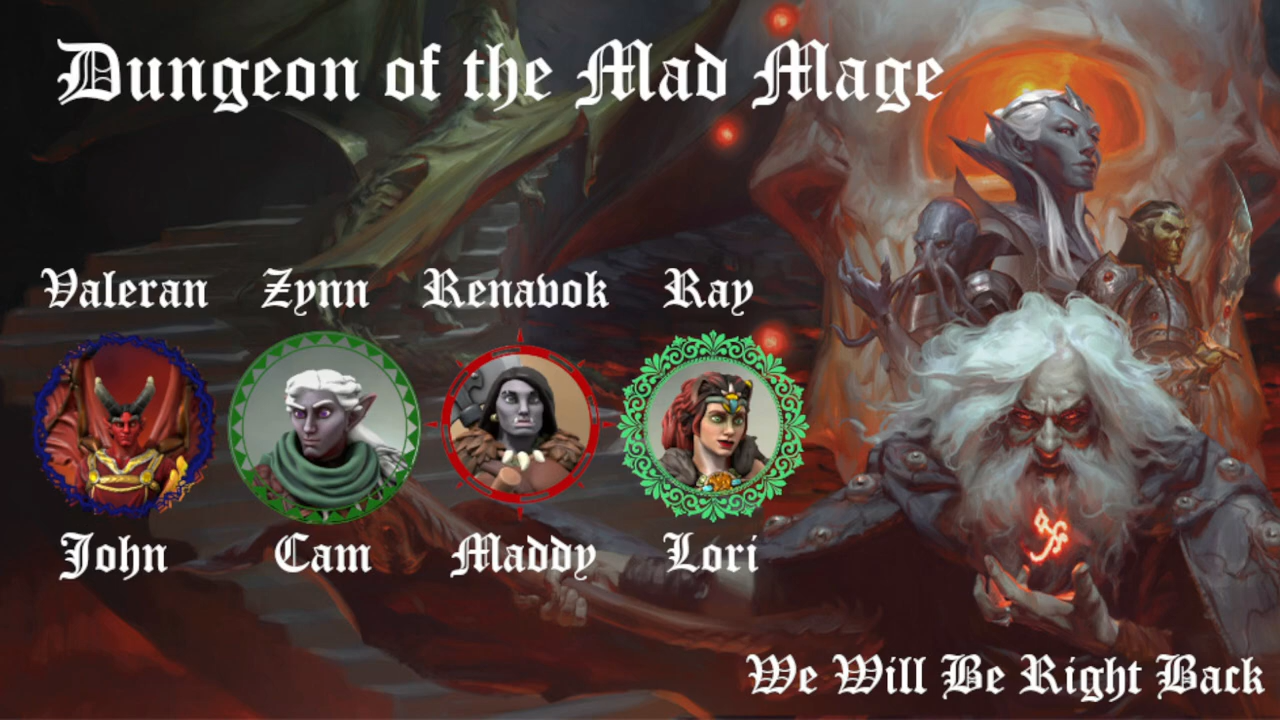 Dungeon of the Mad Mage
Valeran Zynn Renavok Ray
John Cam Maddy Lori
We Will Be Right Back